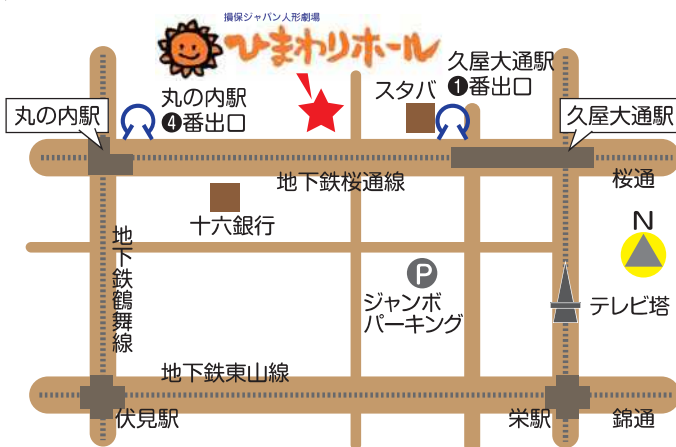 損保ジャパン人形劇場
ひまわりホール
丸の内駅
丸の内駅
❹番出口
スタバ
久屋大通駅
❶番出口
久屋大通駅
地下鉄桜通線
桜通
十六銀行
N
地下鉄鶴舞線
P
ジャンボ
パーキング
テレビ塔
地下鉄東山線
伏見駅
栄駅
錦通